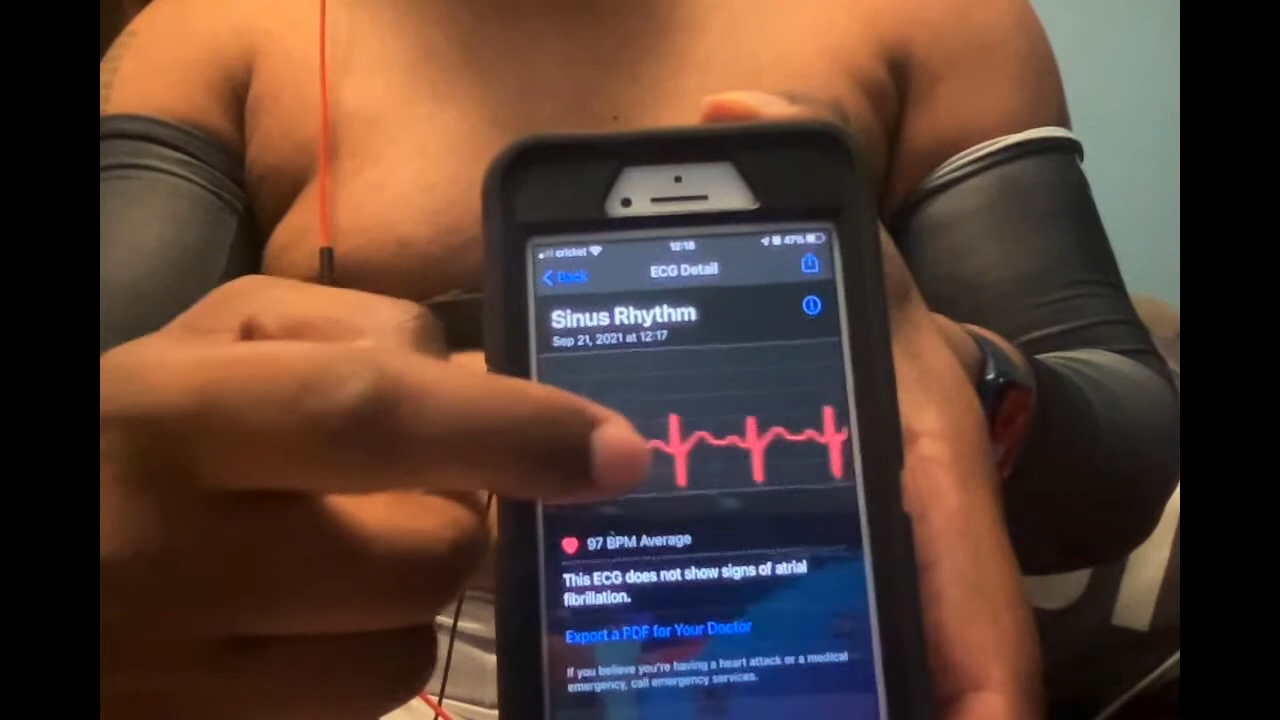 cricket 12:18 47%
Back ECG Detail
Sinus Rhythm
Sep 21, 2021 at 12:17
97 BPM Average
This ECG does not show signs of atrial
fibrillation.
Export a PDF for Your Doctor
If you believe you're having a heart attack or a medical
emergency, call emergency services.